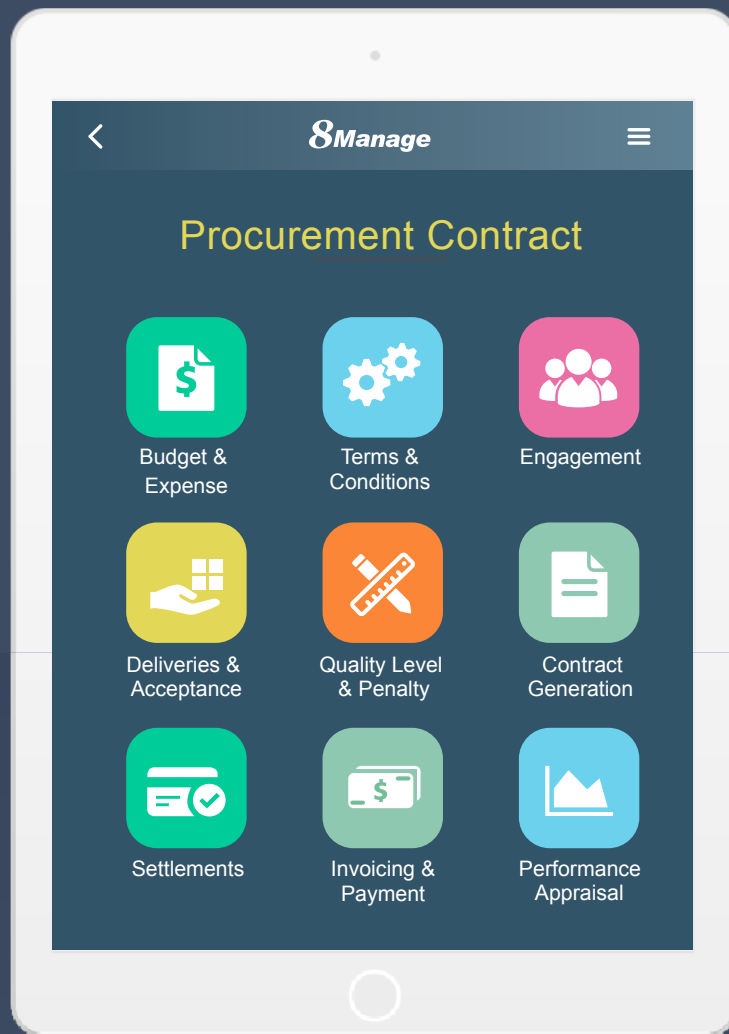 8Manage
Procurement Contract
$
Budget &
Expense
Terms &
Conditions
Engagement
Deliveries &
Acceptance
Quality Level
& Penalty
Contract
Generation
Settlements
$
Invoicing &
Payment
Performance
Appraisal